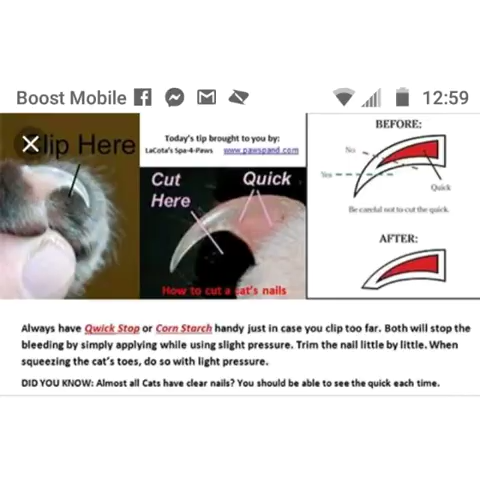 Boost Mobile 12:59
Clip Here
Today's tip brought to you by:
LaCota's Spa-4-Paws www.pawspand.com
Cut
Here
Quick
How to cut a cat's nails
BEFORE:
No
Yes
Quick
Be careful not to cut the quick.
AFTER:
Always have Qwick Stop or Corn Starch handy just in case you clip too far. Both will stop the
bleeding by simply applying while using slight pressure. Trim the nail little by little. When
squeezing the cat's toes, do so with light pressure.
DID YOU KNOW: Almost all Cats have clear nails? You should be able to see the quick each time.